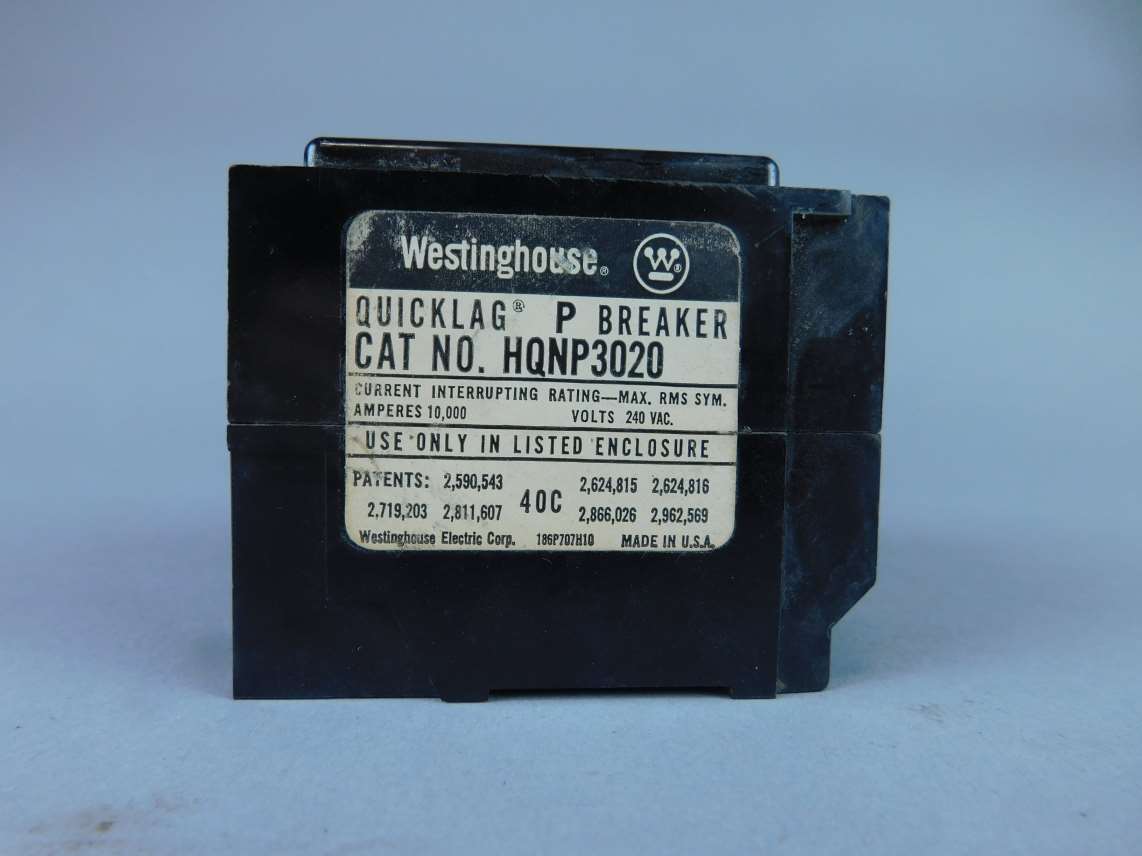 Westinghouse® W®
QUICKLAG® P BREAKER
CAT NO. HQNP3020
CURRENT INTERRUPTING RATING—MAX. RMS SYM.
AMPERES 10,000 VOLTS 240 VAC.
USE ONLY IN LISTED ENCLOSURE
PATENTS: 2,590,543 2,624,815 2,624,816
40C
2,719,203 2,811,607 2,866,026 2,962,569
Westinghouse Electric Corp. 186P707H10 MADE IN U.S.A.